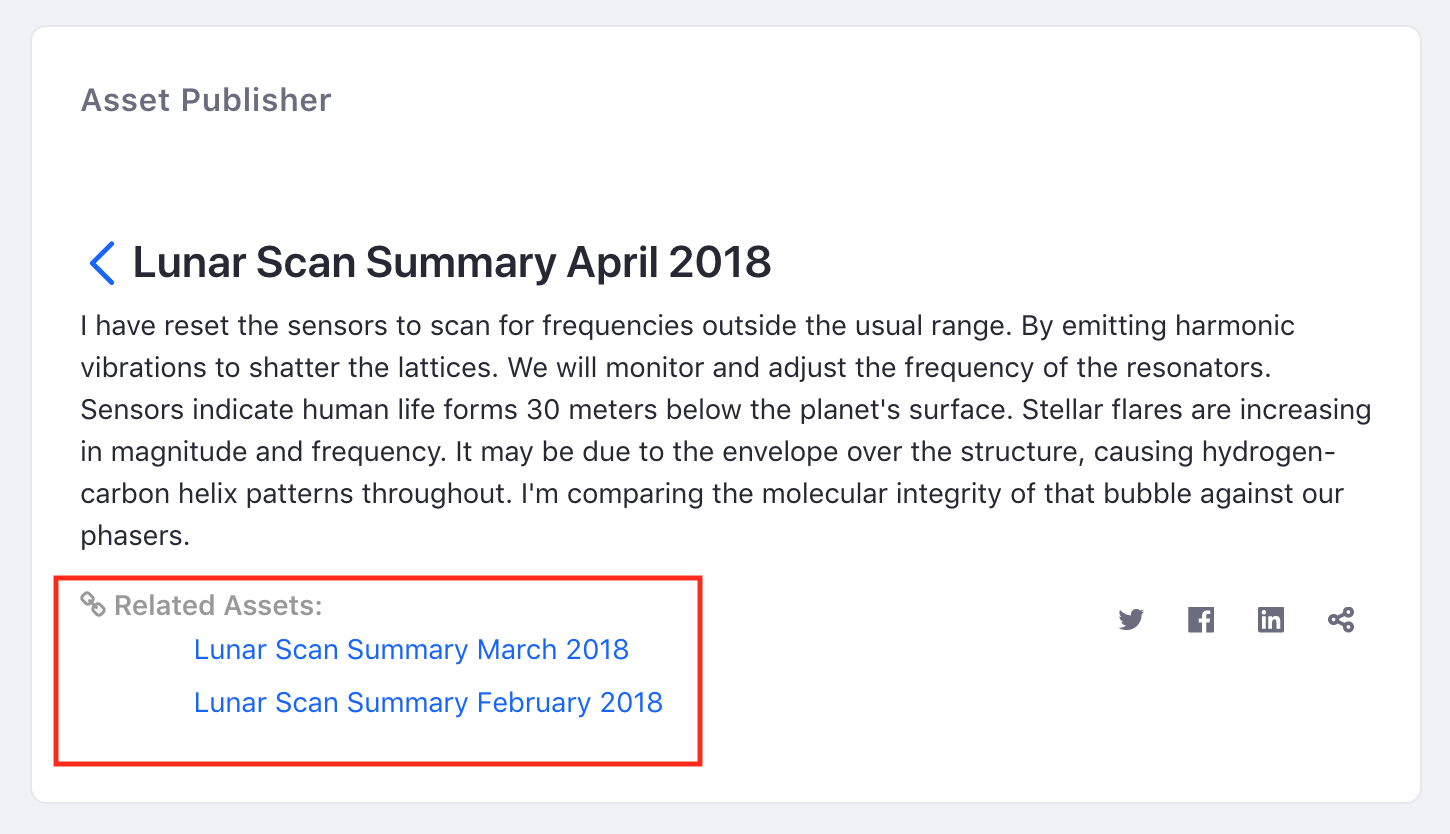 Asset Publisher
Lunar Scan Summary April 2018
I have reset the sensors to scan for frequencies outside the usual range. By emitting harmonic
vibrations to shatter the lattices. We will monitor and adjust the frequency of the resonators.
Sensors indicate human life forms 30 meters below the planet's surface. Stellar flares are increasing
in magnitude and frequency. It may be due to the envelope over the structure, causing hydrogen-
carbon helix patterns throughout. I'm comparing the molecular integrity of that bubble against our
phasers.
Related Assets:
Lunar Scan Summary March 2018
Lunar Scan Summary February 2018